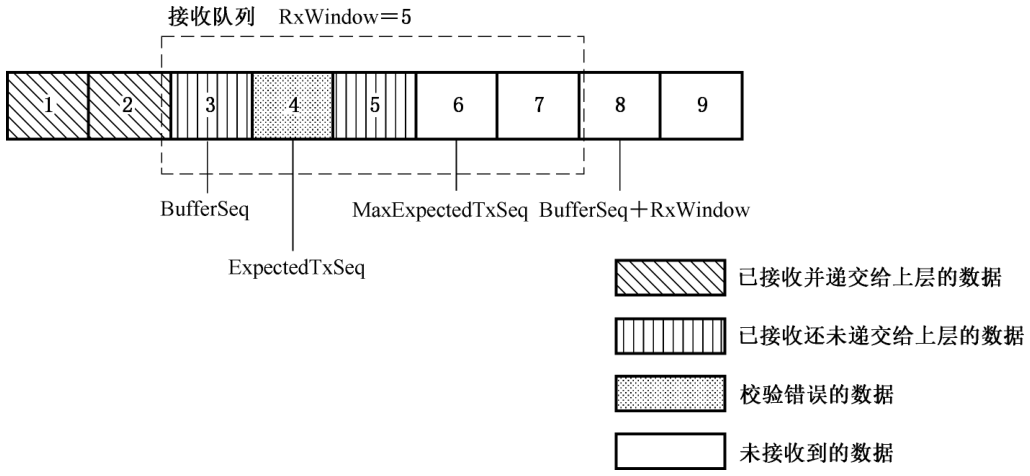 接收队列 RxWindow=5
1 2 3 4 5 6 7 8 9
BufferSeq MaxExpectedTxSeq BufferSeq+RxWindow
ExpectedTxSeq
已接收并递交给上层的数据
已接收还未递交给上层的数据
校验错误的数据
未接收到的数据